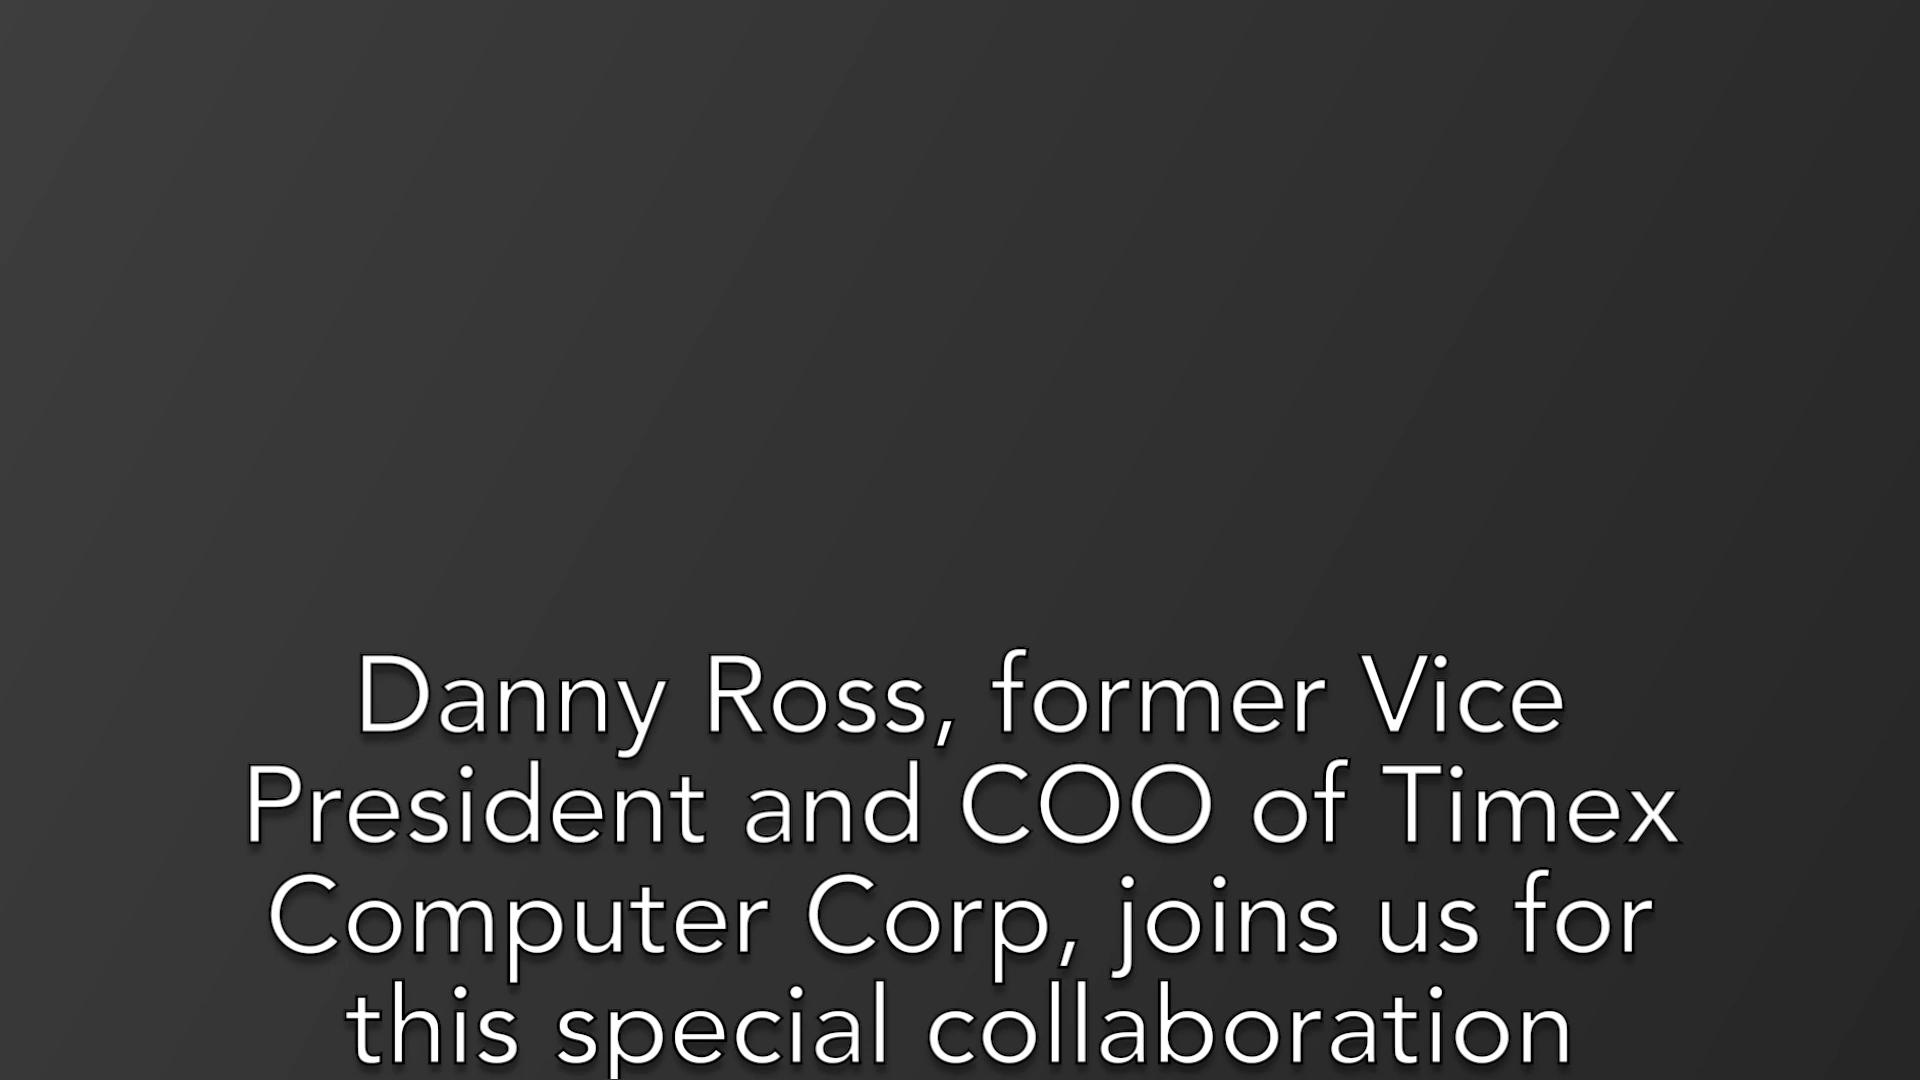 Danny Ross, former Vice
President and COO of Timex
Computer Corp, joins us for
this special collaboration